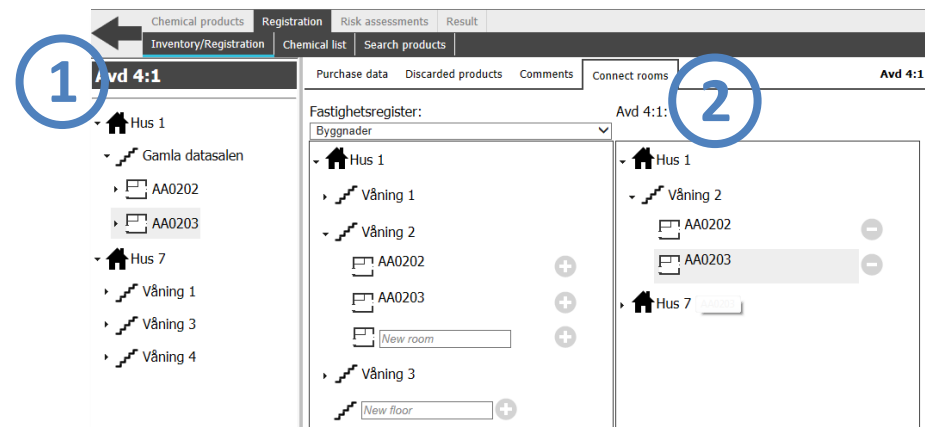 Chemical products Registration Risk assessments Result
Inventory/Registration Chemical list Search products
1
Avd 4:1
Hus 1
Gamla datasalen
AA0202
AA0203
Hus 7
Våning 1
Våning 3
Våning 4
Purchase data Discarded products Comments Connect rooms Avd 4:1
2
Fastighetsregister:
Byggnader
Hus 1
Våning 1
Våning 2
AA0202
AA0203
New room
Våning 3
New floor
Avd 4:1:
Hus 1
Våning 2
AA0202
AA0203
Hus 7